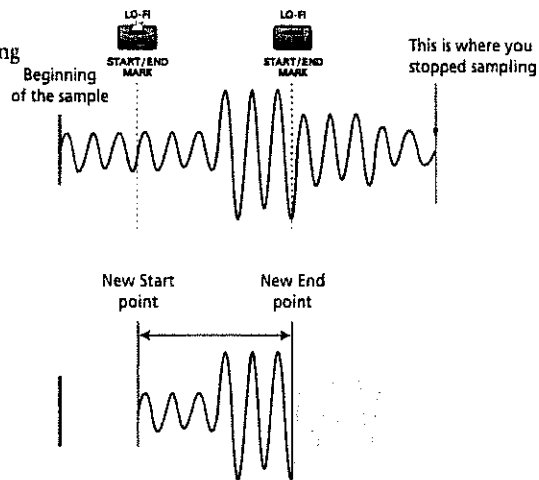 LO-FI
LO-FI
START/END
MARK
START/END
MARK
This is where you
stopped sampling
ng
Beginning
of the sample
New Start
point
New End
point